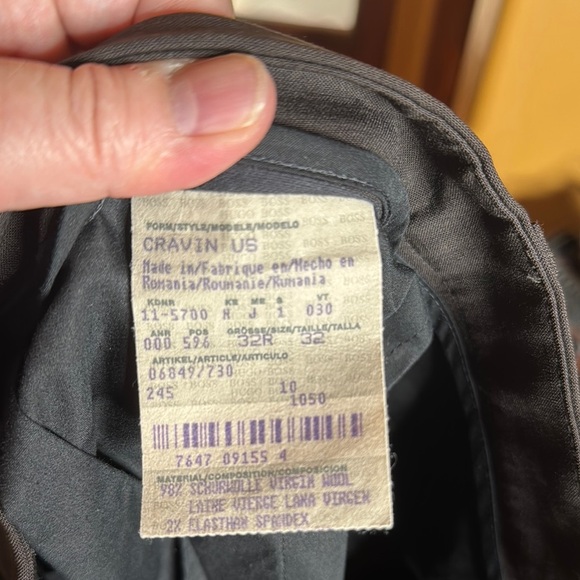 FORM/STYLE/MODELE/MODELO
CRAVIN US
Made in/Fabrique en/Hecho en
Romania/Roumanie/Rumania
KDNR KE ME S VT
11-5700 H J 1 030
ANR POS GRÖSSE/SIZE/TAILLE/TALLA
000 596 32R 32
ARTIKEL/ARTICLE/ARTICULO
06849/730
245 10
1050
7647 09155 4
MATERIAL/COMPOSITION/COMPOSICION
98% SCHURWOLLE VIRGIN WOOL
LAINE VIERGE LANA VIRGEN
2% ELASTHAN SPANDEX